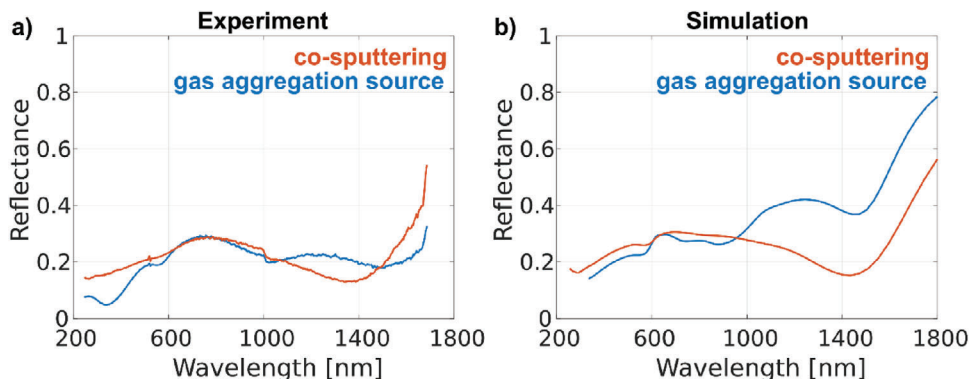 Experiment
a)
co-sputtering
gas aggregation source
Reflectance
1
0.8
0.6
0.4
0.2
0
200 600 1000 1400 1800
Wavelength [nm]
Simulation
b)
co-sputtering
gas aggregation source
Reflectance
1
0.8
0.6
0.4
0.2
0
200 600 1000 1400 1800
Wavelength [nm]